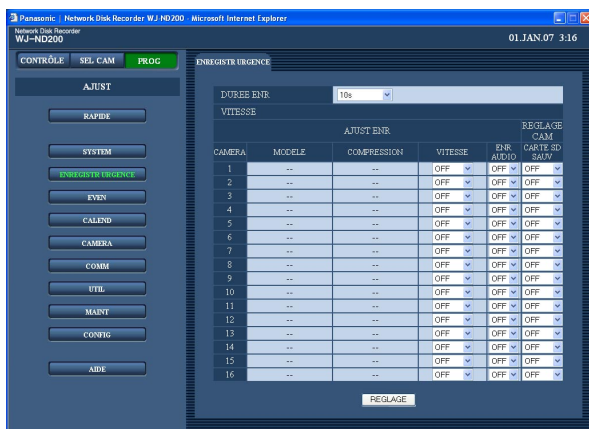 Panasonic | Network Disk Recorder WJ-ND200 - Microsoft Internet Explorer
Network Disk Recorder
WJ-ND200
01.JAN.07 3:16
CONTRÔLE SEL CAM PROG
ENREGISTR URGENCE
AJUST
RAPIDE
SYSTEM
ENREGISTR URGENCE
EVEN
CALEND
CAMERA
COMM
UTIL
MAINT
CONFIG
AIDE
DUREE ENR 10s
VITESSE
AJUST ENR REGLAGE CAM
CAMERA MODELE COMPRESSION VITESSE ENR AUDIO CARTE SD SAUV
1 -- -- OFF OFF OFF
2 -- -- OFF OFF OFF
3 -- -- OFF OFF OFF
4 -- -- OFF OFF OFF
5 -- -- OFF OFF OFF
6 -- -- OFF OFF OFF
7 -- -- OFF OFF OFF
8 -- -- OFF OFF OFF
9 -- -- OFF OFF OFF
10 -- -- OFF OFF OFF
11 -- -- OFF OFF OFF
12 -- -- OFF OFF OFF
13 -- -- OFF OFF OFF
14 -- -- OFF OFF OFF
15 -- -- OFF OFF OFF
16 -- -- OFF OFF OFF
REGLAGE